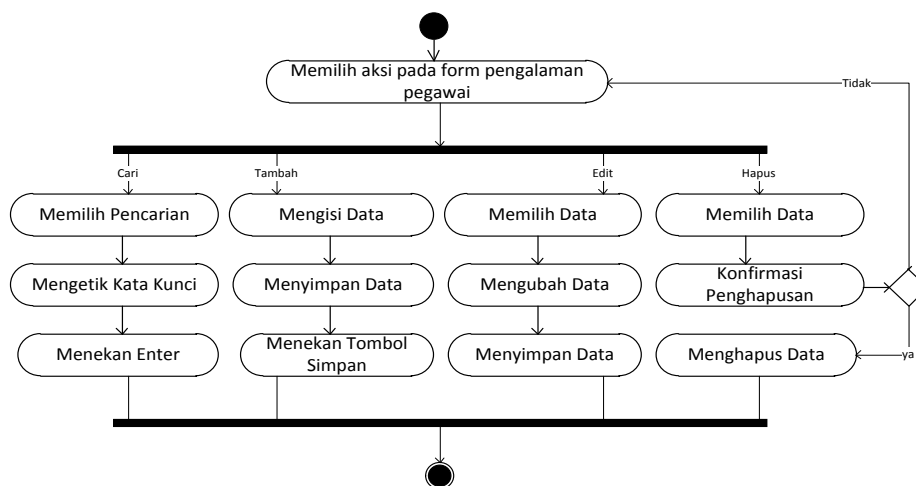 Memilih aksi pada form pengalaman
pegawai
Tidak
Cari
Tambah
Edit
Hapus
Memilih Pencarian
Mengisi Data
Memilih Data
Memilih Data
Mengetik Kata Kunci
Menyimpan Data
Mengubah Data
Konfirmasi
Penghapusan
Menekan Enter
Menekan Tombol
Simpan
Menyimpan Data
Menghapus Data
ya